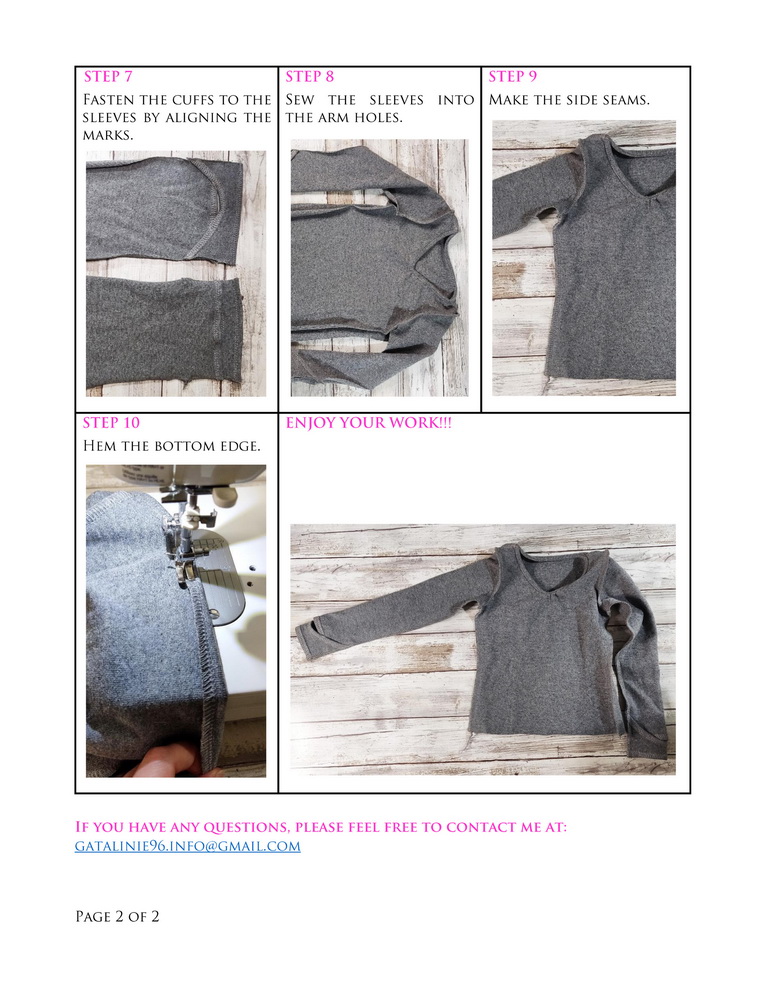 STEP 7
FASTEN THE CUFFS TO THE
SLEEVES BY ALIGNING THE
MARKS.
STEP 8
SEW THE SLEEVES INTO
THE ARM HOLES.
STEP 9
MAKE THE SIDE SEAMS.
STEP 10
HEM THE BOTTOM EDGE.
ENJOY YOUR WORK!!!
IF YOU HAVE ANY QUESTIONS, PLEASE FEEL FREE TO CONTACT ME AT:
GATALINIE96.INFO@GMAIL.COM
PAGE 2 OF 2